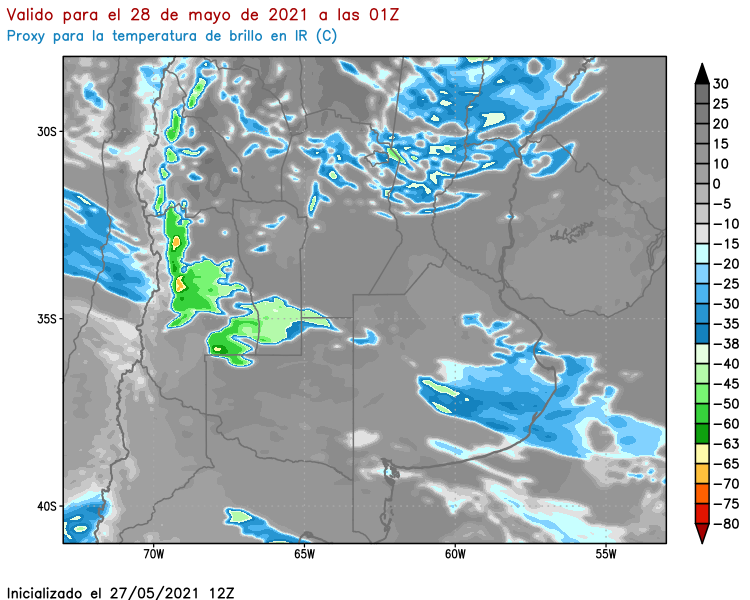 Valido para el 28 de mayo de 2021 a las 01Z
Proxy para la temperatura de brillo en IR (C)
30S
35S
40S
70W
65W
60W
55W
30
25
20
15
10
0
−5
−10
−15
−20
−25
−30
−35
−38
−40
−45
−50
−60
−63
−65
−70
−75
−80
Inicializado el 27/05/2021 12Z